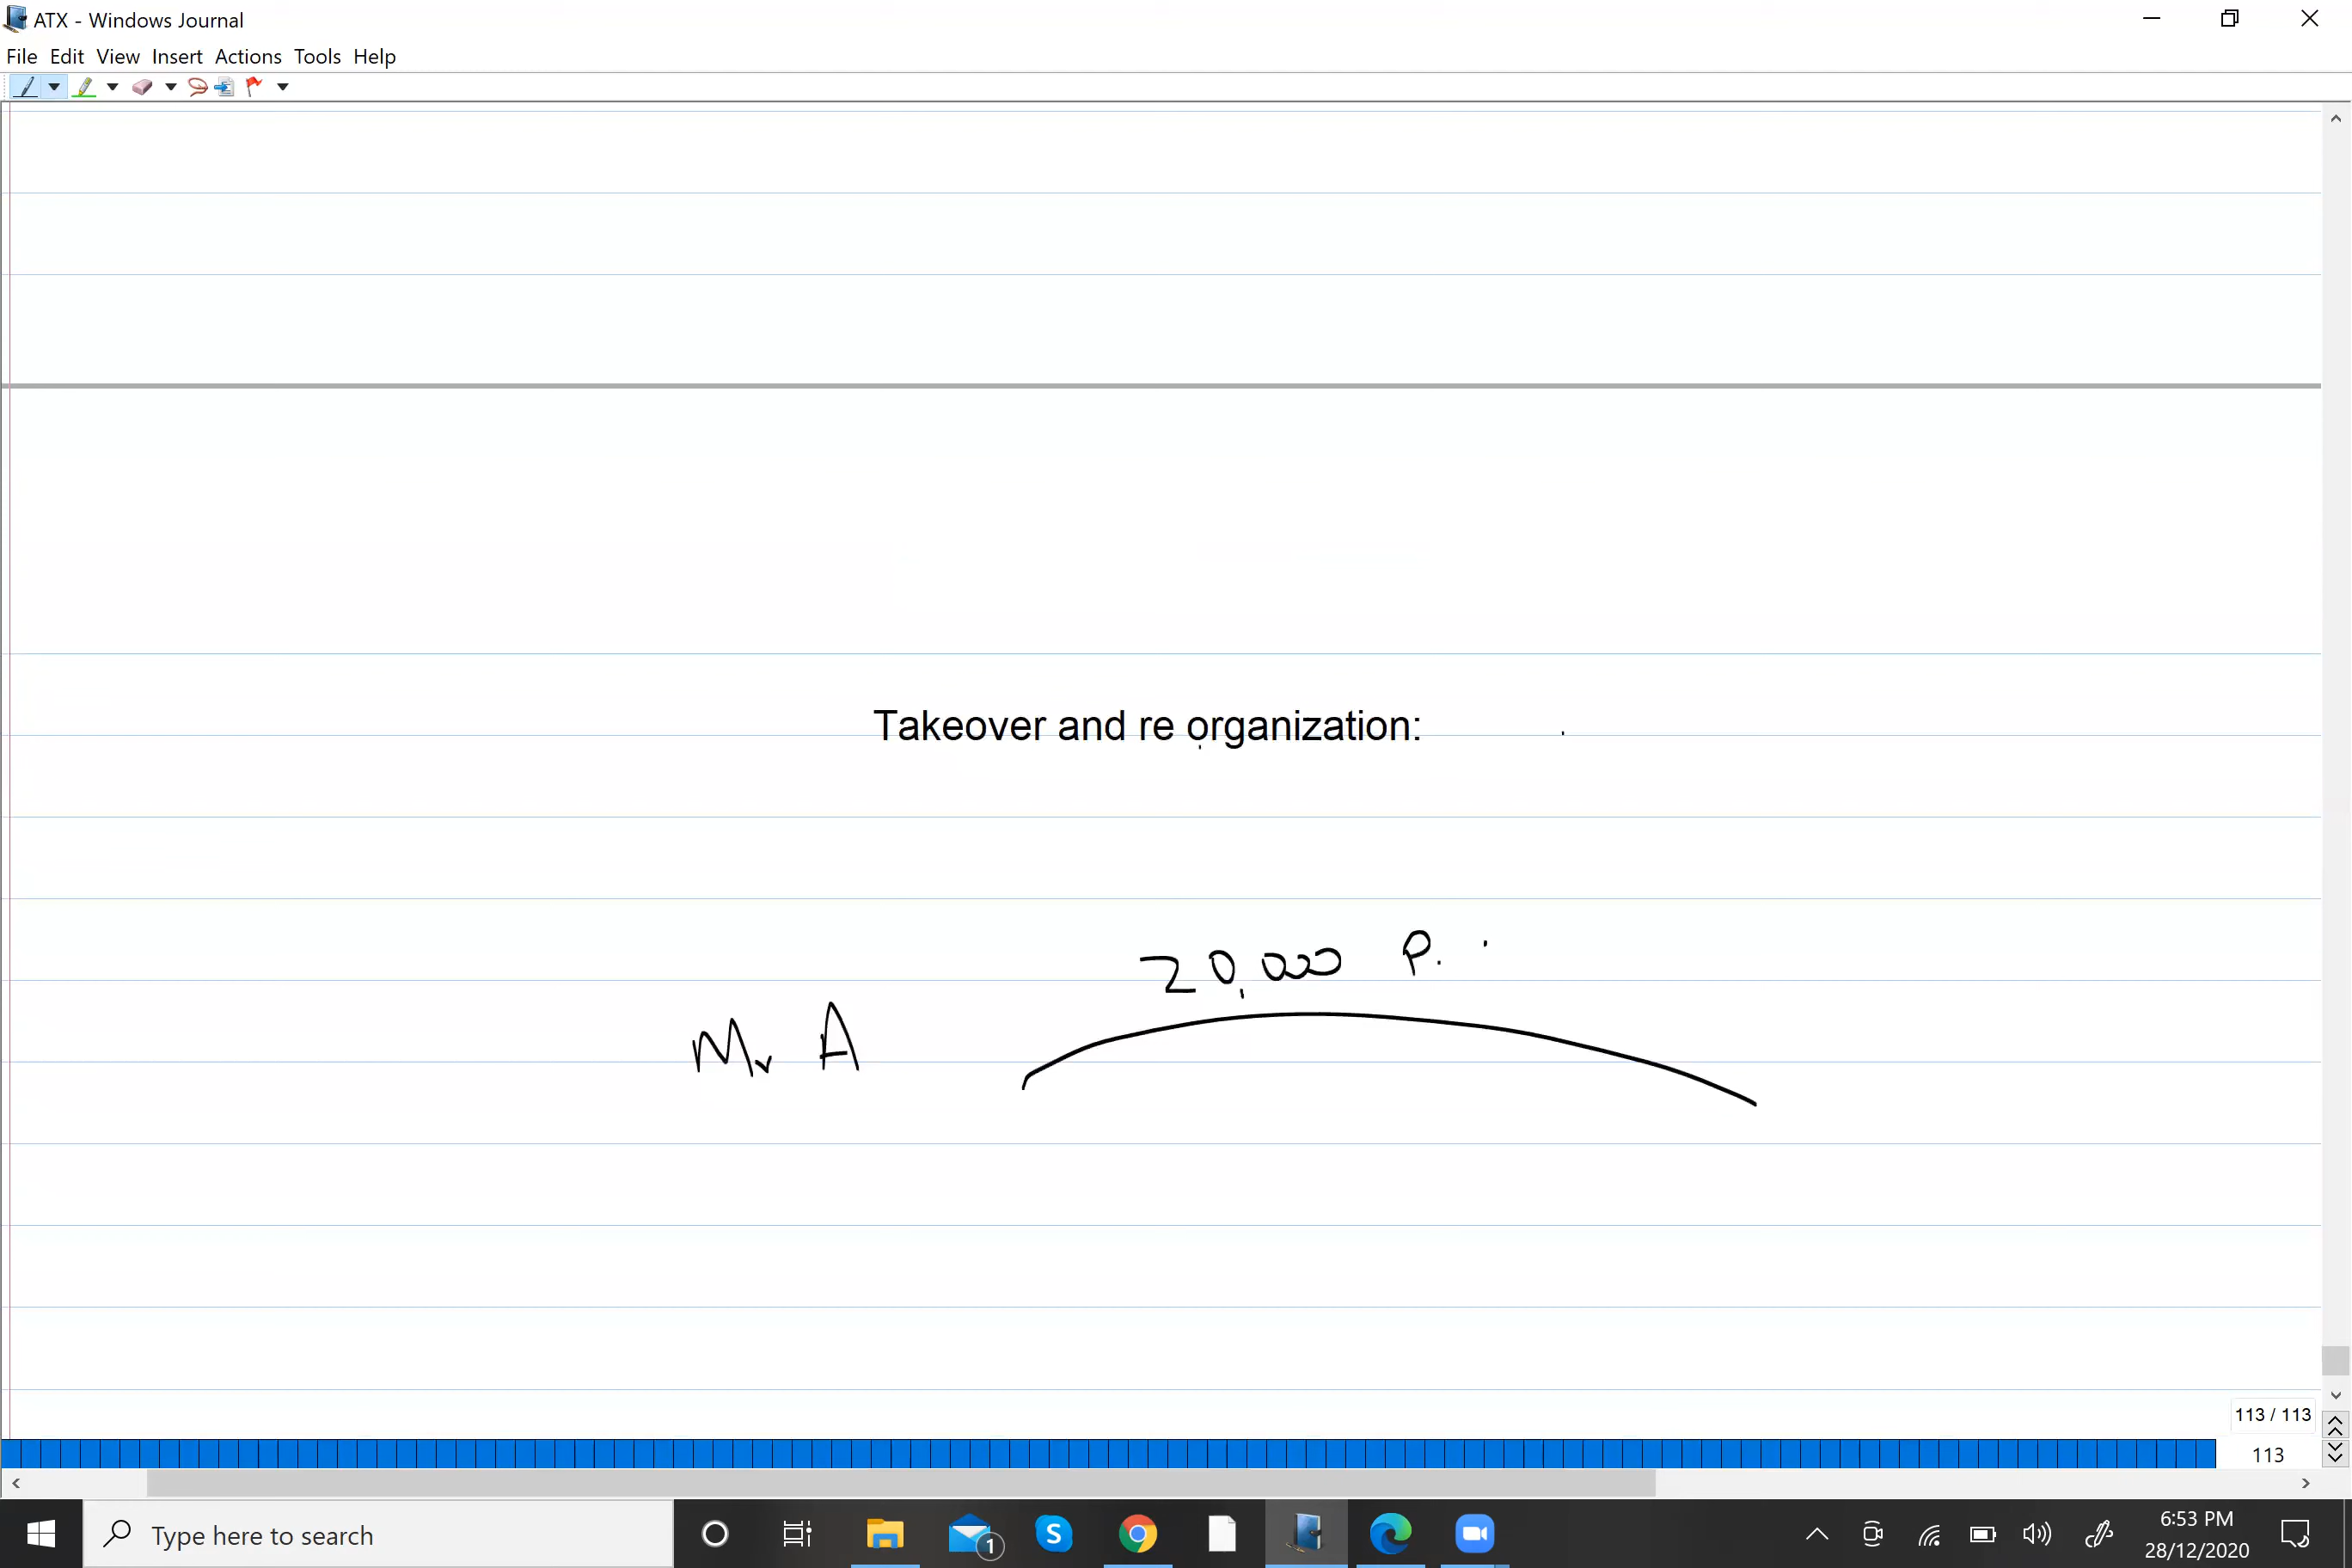 ATX - Windows Journal
File Edit View Insert Actions Tools Help
Takeover and re organization:
20,000 P.
Mr A
113 / 113
113
Type here to search
1
S
6:53 PM
28/12/2020